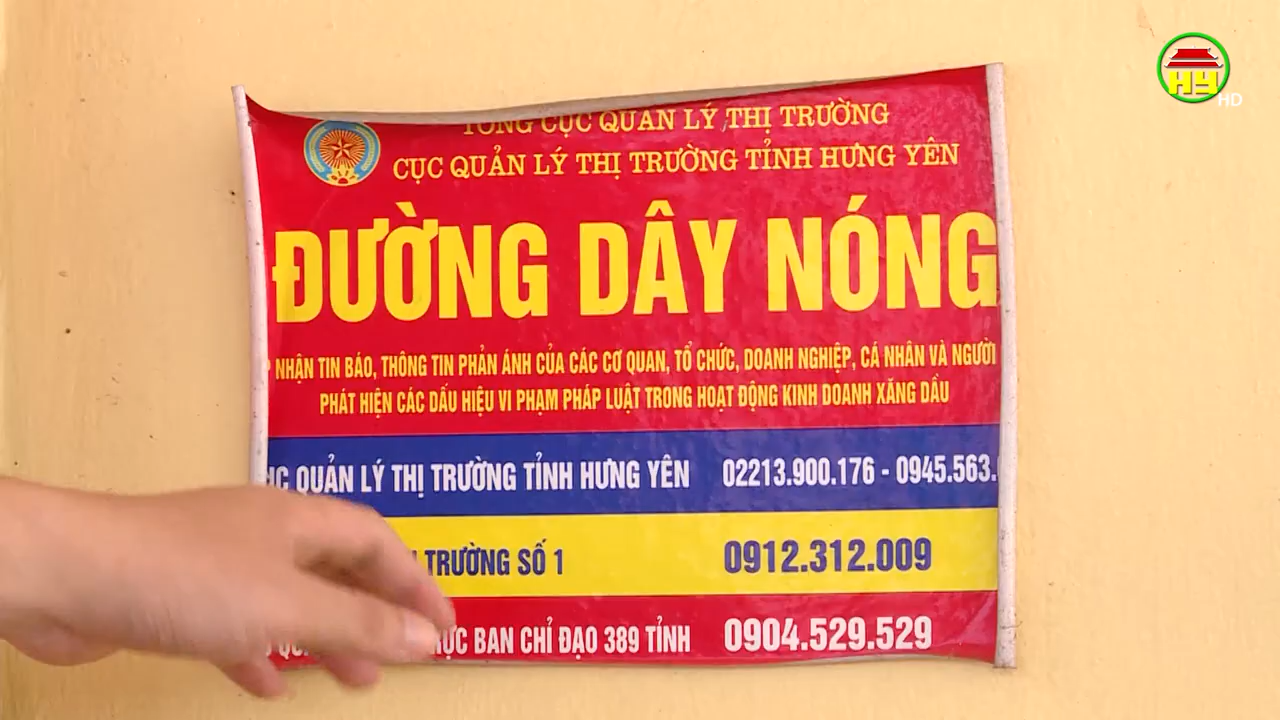 TỔNG CỤC QUẢN LÝ THỊ TRƯỜNG
CỤC QUẢN LÝ THỊ TRƯỜNG TỈNH HƯNG YÊN
ĐƯỜNG DÂY NÓNG
NHẬN TIN BÁO, THÔNG TIN PHẢN ÁNH CỦA CÁC CƠ QUAN, TỔ CHỨC, DOANH NGHIỆP, CÁ NHÂN VÀ NGƯỜI
PHÁT HIỆN CÁC DẤU HIỆU VI PHẠM PHÁP LUẬT TRONG HOẠT ĐỘNG KINH DOANH XĂNG DẦU
QUẢN LÝ THỊ TRƯỜNG TỈNH HƯNG YÊN 02213.900.176 - 0945.563.
TRƯỜNG SỐ 1 0912.312.009
BAN CHỈ ĐẠO 389 TỈNH 0904.529.529
HY
HD